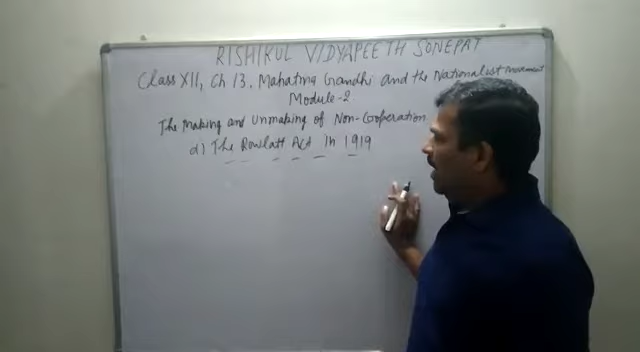 RISHIKUL VIDYAPEETH SONEPAT
Class XII, Ch 13. Mahatma Gandhi and the Nationalist Movement
Module-2
The Making and Unmaking of Non-Cooperation
a) The Rowlatt Act in 1919